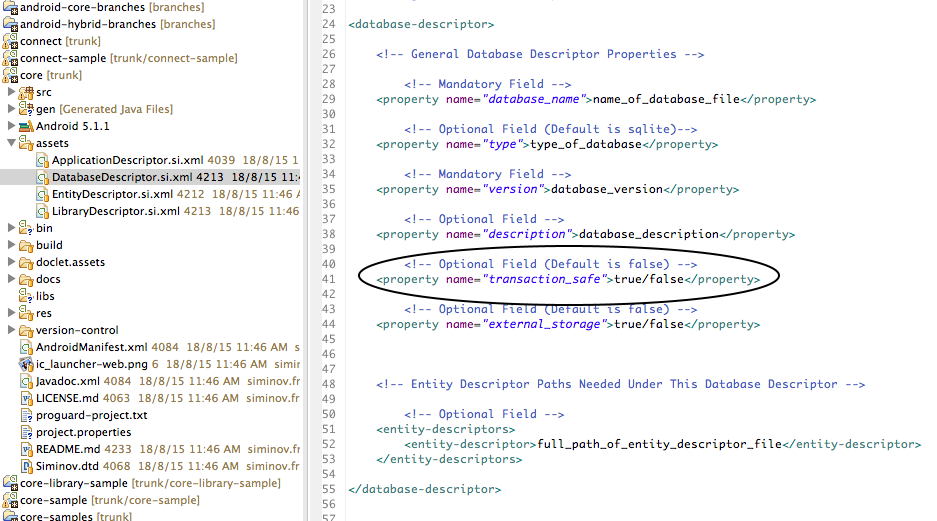 android-core-branches [branches]
android-hybrid-branches [branches]
connect [trunk]
connect-sample [trunk/connect-sample]
core [trunk]
src
gen [Generated Java Files]
Android 5.1.1
assets
ApplicationDescriptor.si.xml 4039 18/8/15 1
DatabaseDescriptor.si.xml 4213 18/8/15 11:4
EntityDescriptor.si.xml 4212 18/8/15 11:46 A
LibraryDescriptor.si.xml 4213 18/8/15 11:46
bin
build
doclet.assets
docs
libs
res
version-control
AndroidManifest.xml 4084 18/8/15 11:46 AM s
ic_launcher-web.png 6 18/8/15 11:46 AM simin
Javadoc.xml 4084 18/8/15 11:46 AM siminov.fr
LICENSE.md 4063 18/8/15 11:46 AM siminov.fr
proguard-project.txt
project.properties
README.md 4233 18/8/15 11:46 AM siminov.fra
Siminov.dtd 4068 18/8/15 11:46 AM siminov.fra
core-library-sample [trunk/core-library-sample]
core-sample [trunk/core-sample]
core-samples [trunk]
23
24 <database-descriptor>
25
26 <!-- General Database Descriptor Properties -->
27
28 <!-- Mandatory Field -->
29 <property name="database_name">name_of_database_file</property>
30
31 <!-- Optional Field (Default is sqlite)-->
32 <property name="type">type_of_database</property>
33
34 <!-- Mandatory Field -->
35 <property name="version">database_version</property>
36
37 <!-- Optional Field -->
38 <property name="description">database_description</property>
39
40 <!-- Optional Field (Default is false) -->
41 <property name="transaction_safe">true/false</property>
42
43 <!-- Optional Field (Default is false) -->
44 <property name="external_storage">true/false</property>
45
46
47
48 <!-- Entity Descriptor Paths Needed Under This Database Descriptor -->
49
50 <!-- Optional Field -->
51 <entity-descriptors>
52 <entity-descriptor>full_path_of_entity_descriptor_file</entity-descriptor>
53 </entity-descriptors>
54
55 </database-descriptor>
56
57